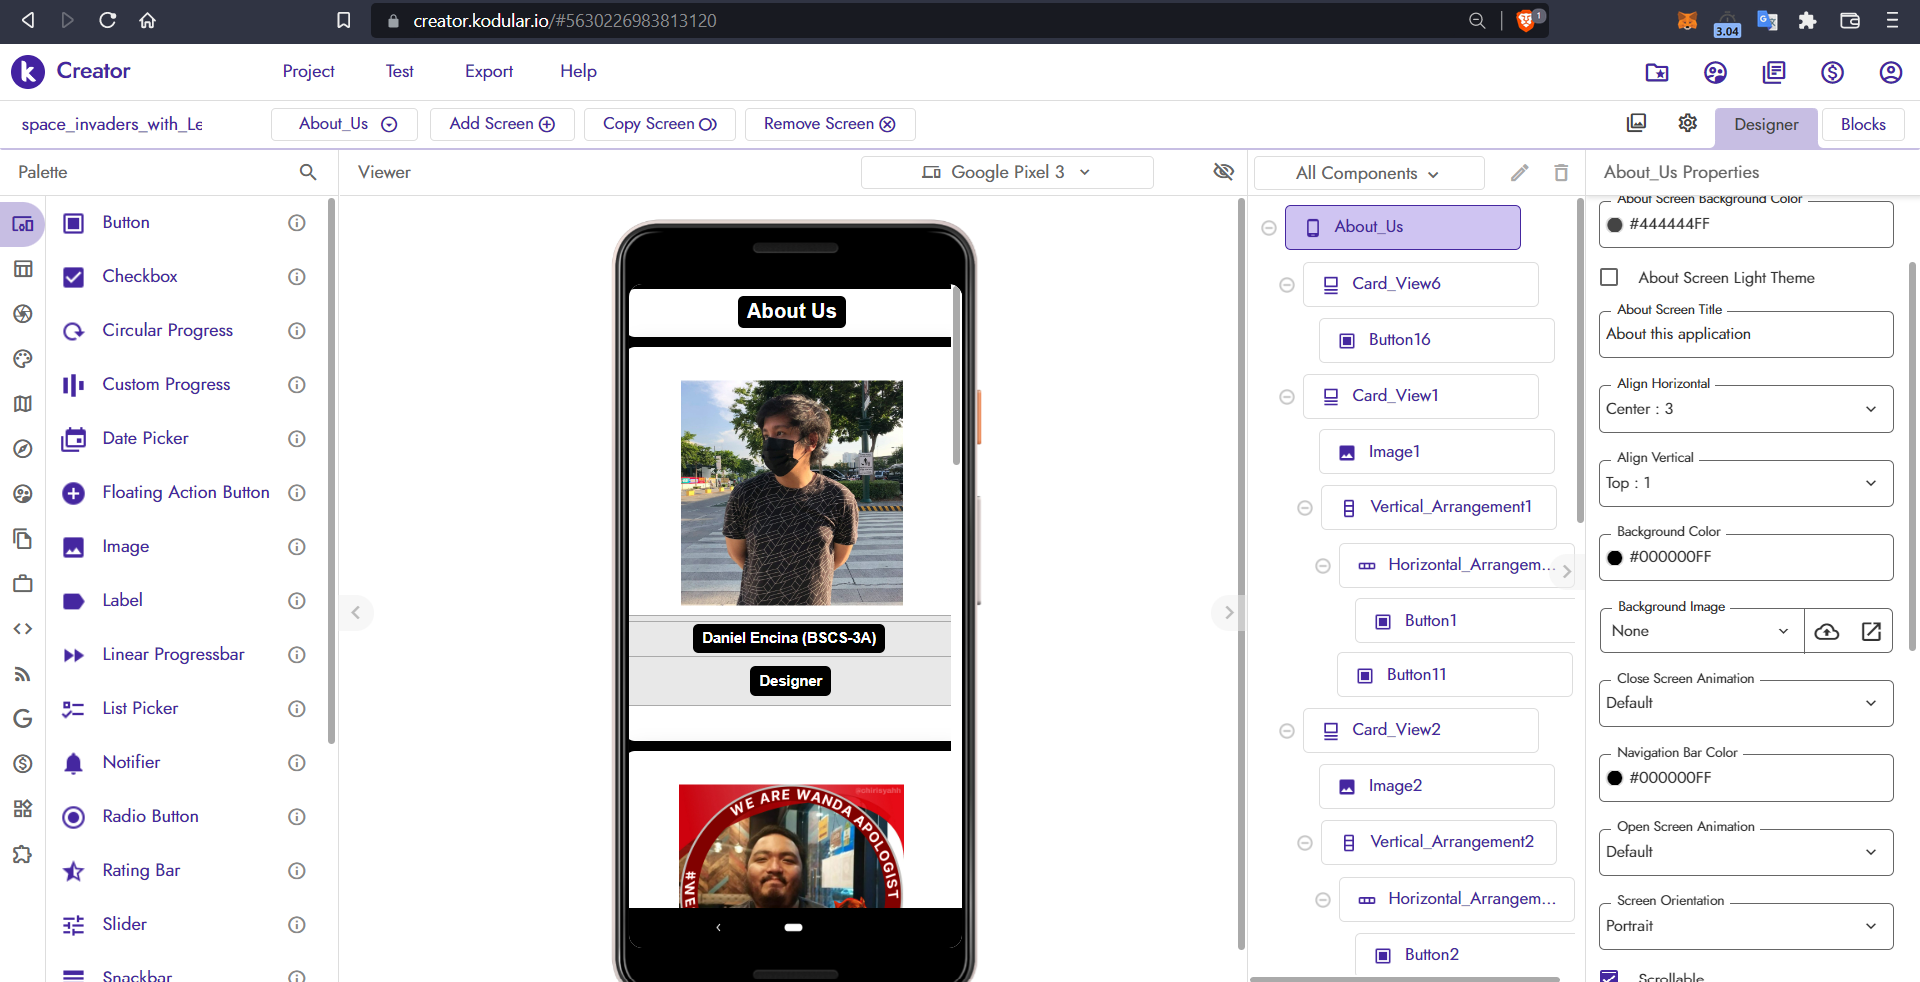 creator.kodular.io/#5630226983813120
1
3.04
Creator
Project
Test
Export
Help
space_invaders_with_Le
About_Us
Add Screen
Copy Screen
Remove Screen
Designer
Blocks
Palette
Viewer
Google Pixel 3
All Components
About_Us Properties
Button
Checkbox
Circular Progress
Custom Progress
Date Picker
Floating Action Button
Image
Label
Linear Progressbar
List Picker
Notifier
Radio Button
Rating Bar
Slider
Snackbar
About Us
Daniel Encina (BSCS-3A)
Designer
@chirisyahh
WE ARE WANDA APOLOGIST
#WE
About_Us
Card_View6
Button16
Card_View1
Image1
Vertical_Arrangement1
Horizontal_Arrangem...
Button1
Button11
Card_View2
Image2
Vertical_Arrangement2
Horizontal_Arrangem...
Button2
About Screen Background Color
#444444FF
About Screen Light Theme
About Screen Title
About this application
Align Horizontal
Center : 3
Align Vertical
Top : 1
Background Color
#000000FF
Background Image
None
Close Screen Animation
Default
Navigation Bar Color
#000000FF
Open Screen Animation
Default
Screen Orientation
Portrait
Scrollable